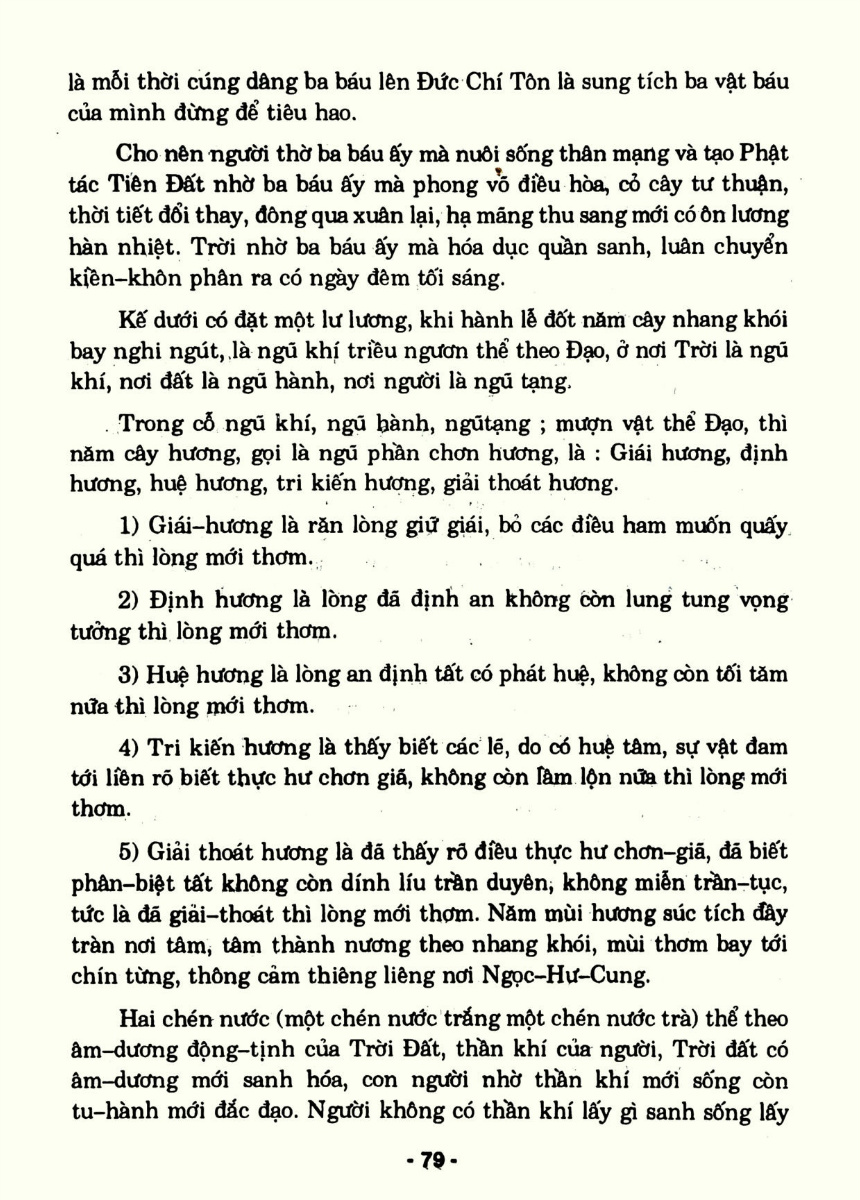 là mỗi thời cúng dâng ba báu lên Đức Chí Tôn là sung tích ba vật báu
của mình đừng để tiêu hao.
Cho nên người thờ ba báu ấy mà nuôi sống thân mạng và tạo Phật
tác Tiên Đất nhờ ba báu ấy mà phong võ điều hòa, cỏ cây tư thuận,
thời tiết đổi thay, đông qua xuân lại, hạ mãng thu sang mới có ôn lương
hàn nhiệt. Trời nhờ ba báu ấy mà hóa dục quần sanh, luân chuyển
kiền–khôn phân ra có ngày đêm tối sáng.
Kế dưới có đặt một lư lương, khi hành lễ đốt năm cây nhang khói
bay nghi ngút, là ngũ khí triều ngươn thể theo Đạo, ở nơi Trời là ngũ
khí, nơi đất là ngũ hành, nơi người là ngũ tạng.
Trong cỗ ngũ khí, ngũ hành, ngũtạng ; mượn vật thể Đạo, thì
năm cây hương, gọi là ngũ phần chơn hương, là : Giái hương, định
hương, huệ hương, tri kiến hương, giải thoát hương.
1) Giái–hương là răn lòng giữ giái, bỏ các điều ham muốn quấy
quá thì lòng mới thơm.
2) Định hương là lòng đã định an không còn lung tung vọng
tưởng thì lòng mới thơm.
3) Huệ hương là lòng an định tất có phát huệ, không còn tối tăm
nữa thì lòng mới thơm.
4) Tri kiến hương là thấy biết các lẽ, do có huệ tâm, sự vật đam
tới liền rõ biết thực hư chơn giã, không còn lầm lộn nữa thì lòng mới
thơm.
5) Giải thoát hương là đã thấy rõ điều thực hư chơn–giã, đã biết
phân–biệt tất không còn dính líu trần duyên, không miễn trần–tục,
tức là đã giải–thoát thì lòng mới thơm. Năm mùi hương súc tích đầy
tràn nơi tâm, tâm thành nương theo nhang khói, mùi thơm bay tới
chín từng, thông cảm thiêng liêng nơi Ngọc–Hư–Cung.
Hai chén nước (một chén nước trắng một chén nước trà) thể theo
âm–dương động–tịnh của Trời Đất, thần khí của người, Trời đất có
âm–dương mới sanh hóa, con người nhờ thần khí mới sống còn
tu–hành mới đắc đạo. Người không có thần khí lấy gì sanh sống lấy
- 79 -